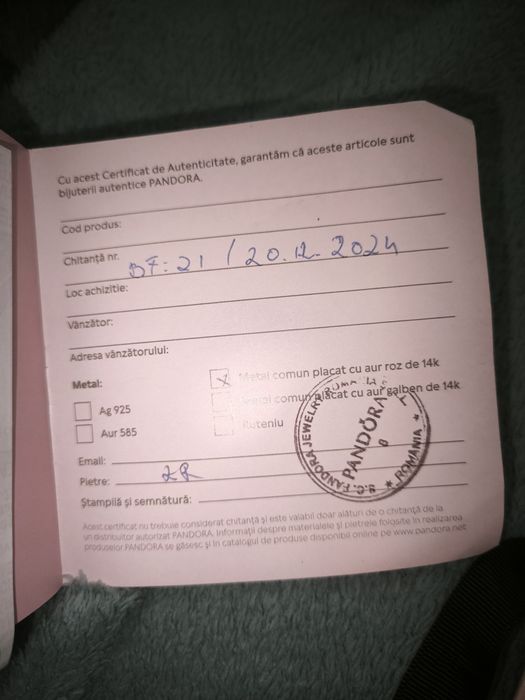 Cu acest Certificat de Autenticitate, garantăm că aceste articole sunt
bijuterii autentice PANDORA.
Cod produs:
Chitanță nr. BF: 21 / 20.12.2024
Loc achiziție:
Vânzător:
Adresa vânzătorului:
Metal:
Ag 925
Aur 585
x Metal comun placat cu aur roz de 14k
Metal comun placat cu aur galben de 14k
Ruteniu
Email:
Pietre: ZR
Ștampilă și semnătură:
S.C. PANDORA JEWELRY ROMANIA
PANDORA
8
* ROMANIA *
Acest certificat nu trebuie considerat chitanță și este valabil doar alături de o chitanță de la
un distribuitor autorizat PANDORA. Informații despre materialele și pietrele folosite în realizarea
produselor PANDORA se găsesc și în catalogul de produse disponibil online pe www.pandora.net